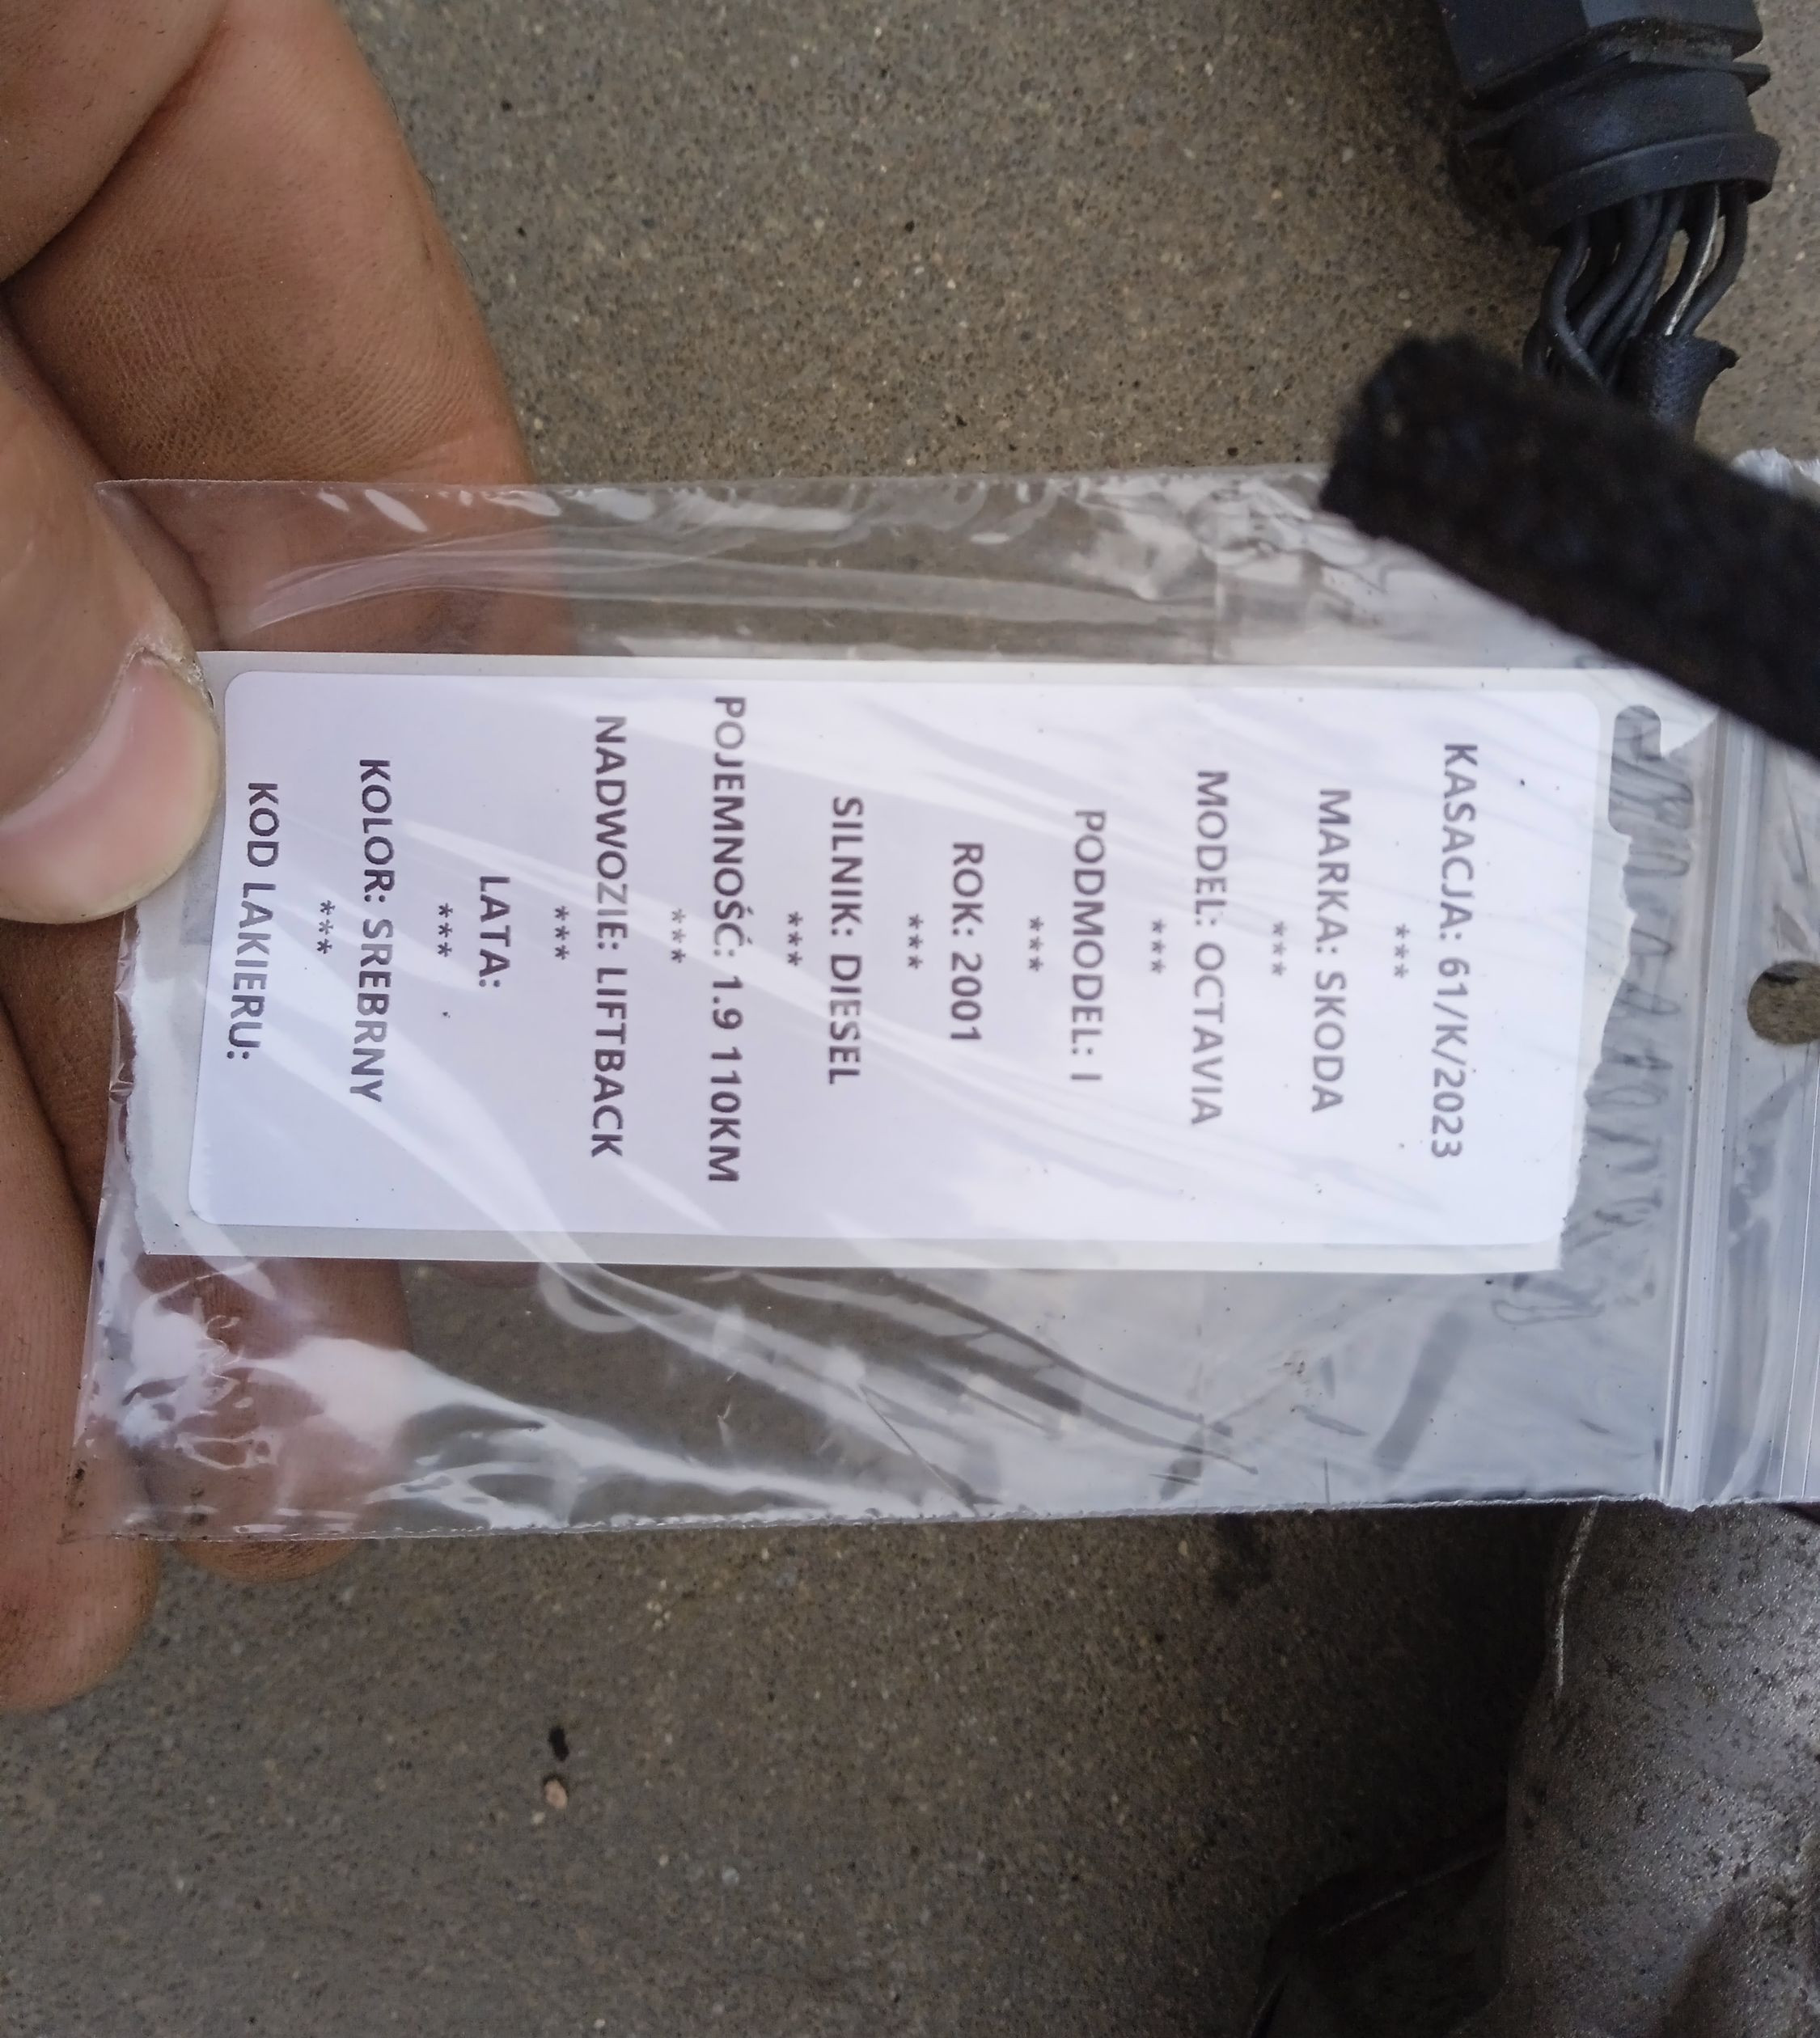 KASACJA: 61/K/2023
***
MARKA: SKODA
***
MODEL: OCTAVIA
***
PODMODEL: I
***
ROK: 2001
***
SILNIK: DIESEL
***
POJEMNOŚĆ: 1.9 110KM
***
NADWOZIE: LIFTBACK
***
LATA:
***
KOLOR: SREBRNY
***
KOD LAKIERU: